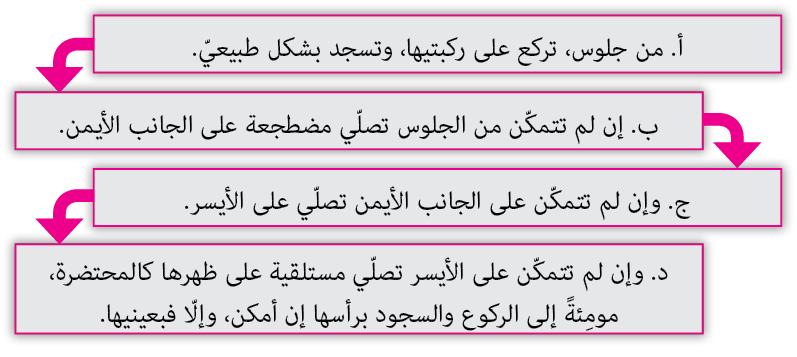 أ. من جلوس، تركع على ركبتيها، وتسجد بشكل طبيعيّ.
ب. إن لم تتمكّن من الجلوس تصلّي مضطجعة على الجانب الأيمن.
ج. وإن لم تتمكّن على الجانب الأيمن تصلّي على الأيسر.
د. وإن لم تتمكّن على الأيسر تصلّي مستلقية على ظهرها كالمحتضرة،
مومِئةً إلى الركوع والسجود برأسها إن أمكن، وإلّا فبعينيها.